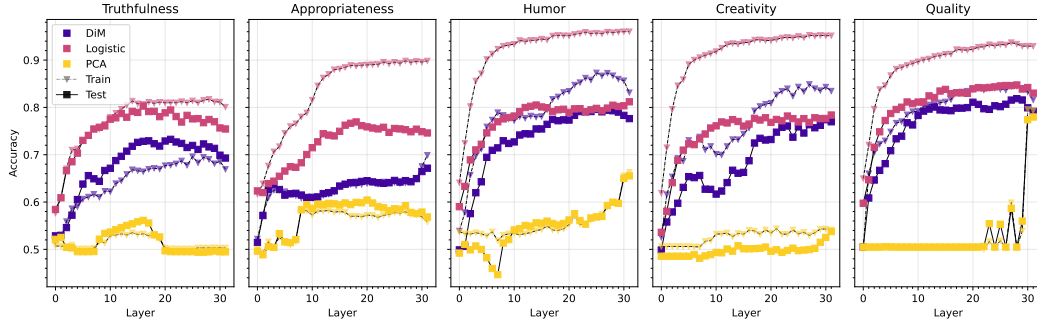 Truthfulness
Appropriateness
Humor
Creativity
Quality
DiM
Logistic
PCA
Train
Test
Accuracy
0.9
0.8
0.7
0.6
0.5
0 10 20 30
0 10 20 30
0 10 20 30
0 10 20 30
0 10 20 30
Layer
Layer
Layer
Layer
Layer